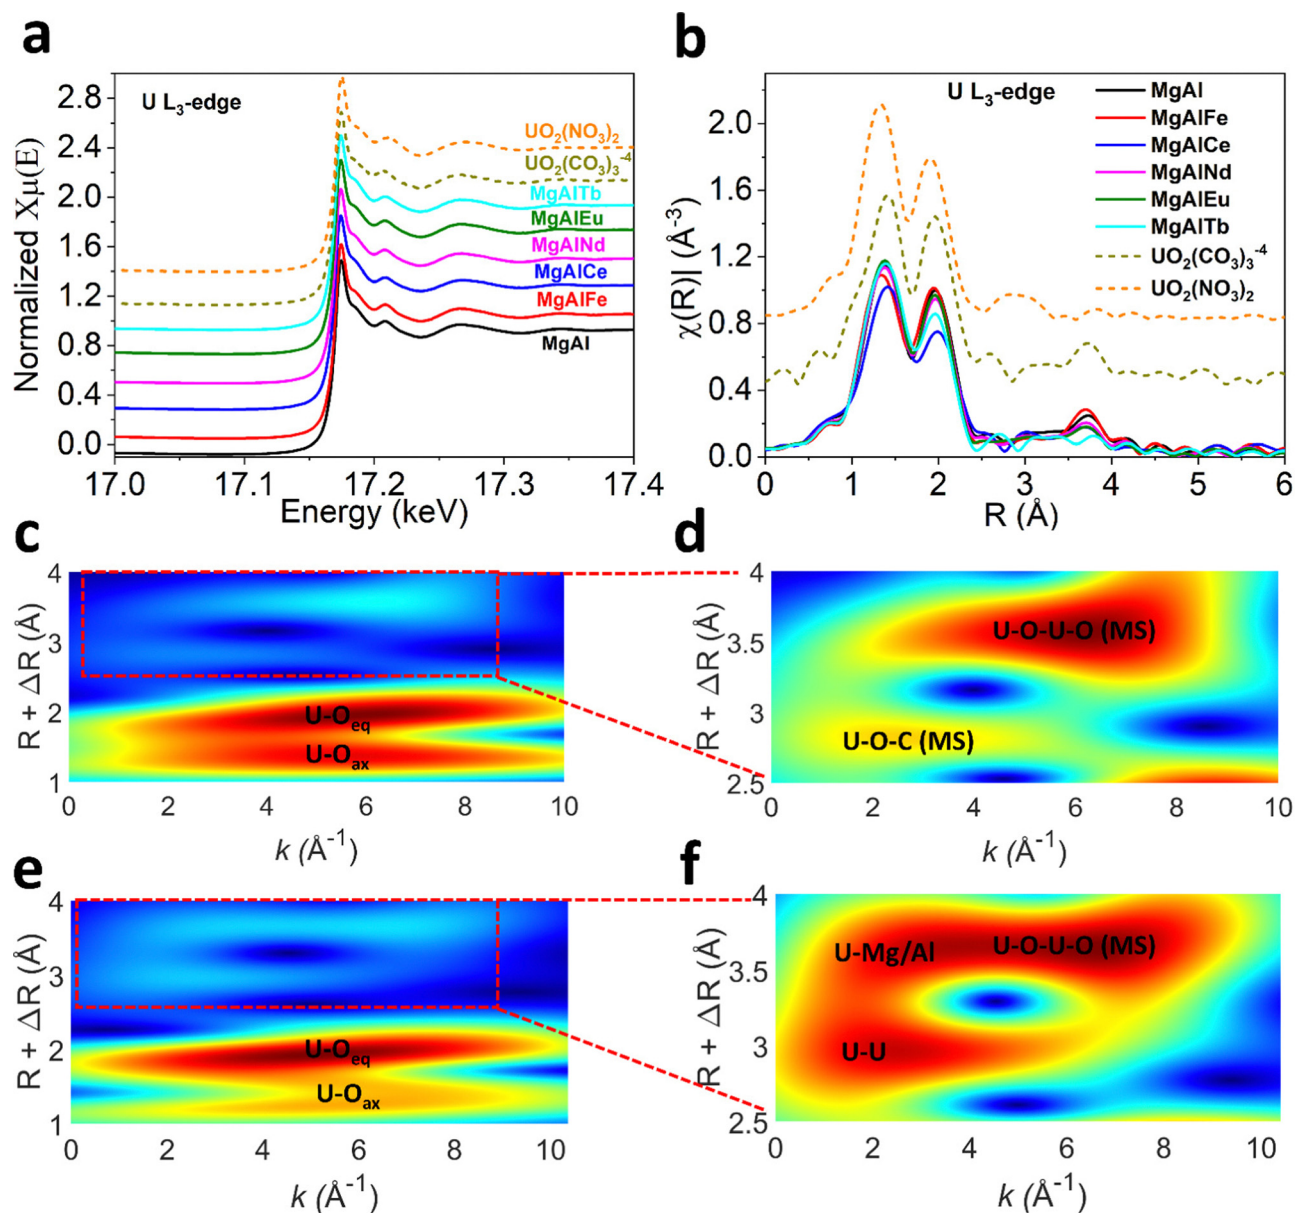 a
b
Normalized Χμ(E)
2.8
2.4
2.0
1.6
1.2
0.8
0.4
0.0
U L3-edge
UO2(NO3)2
UO2(CO3)3-4
MgAlTb
MgAlEu
MgAlNd
MgAlCe
MgAlFe
MgAl
17.0 17.1 17.2 17.3 17.4
Energy (keV)
χ(R)| (Å-3)
2.0
1.6
1.2
0.8
0.4
0.0
U L3-edge
MgAl
MgAlFe
MgAlCe
MgAlNd
MgAlEu
MgAlTb
UO2(CO3)3-4
UO2(NO3)2
0 1 2 3 4 5 6
R (Å)
c
d
R + ΔR (Å)
4
3
2
1
U-Oeq
U-Oax
0 2 4 6 8 10
k (Å-1)
R + ΔR (Å)
4
3.5
3
2.5
U-O-U-O (MS)
U-O-C (MS)
0 2 4 6 8 10
k (Å-1)
e
f
R + ΔR (Å)
4
3
2
1
U-Oeq
U-Oax
0 2 4 6 8 10
k (Å-1)
R + ΔR (Å)
4
3.5
3
2.5
U-Mg/Al
U-O-U-O (MS)
U-U
0 2 4 6 8 10
k (Å-1)